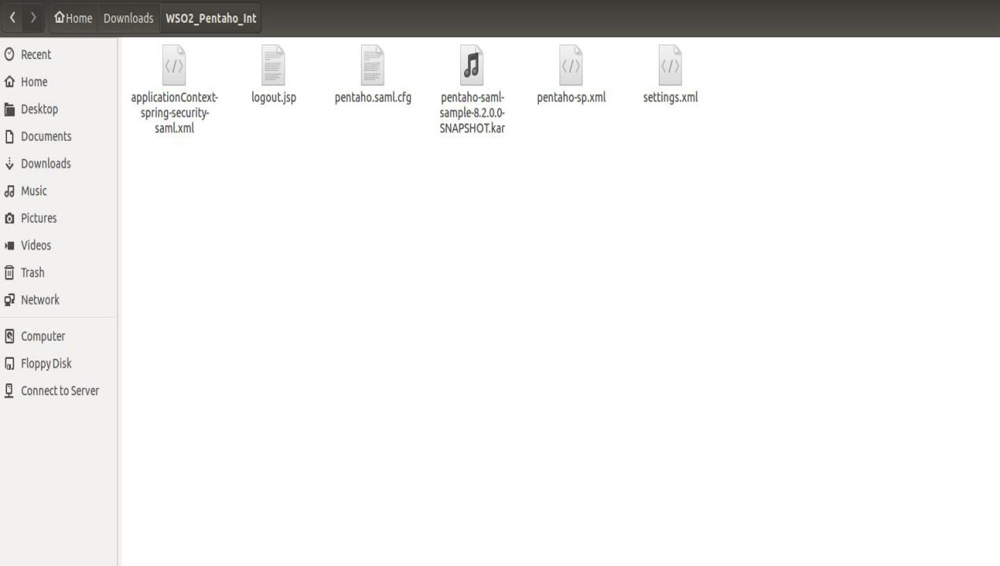 Home Downloads WSO2_Pentaho_Int
Recent
Home
Desktop
Documents
Downloads
Music
Pictures
Videos
Trash
Network
Computer
Floppy Disk
Connect to Server
applicationContext-
spring-security-
saml.xml
logout.jsp
pentaho.saml.cfg
pentaho-saml-
sample-8.2.0.0-
SNAPSHOT.kar
pentaho-sp.xml
settings.xml